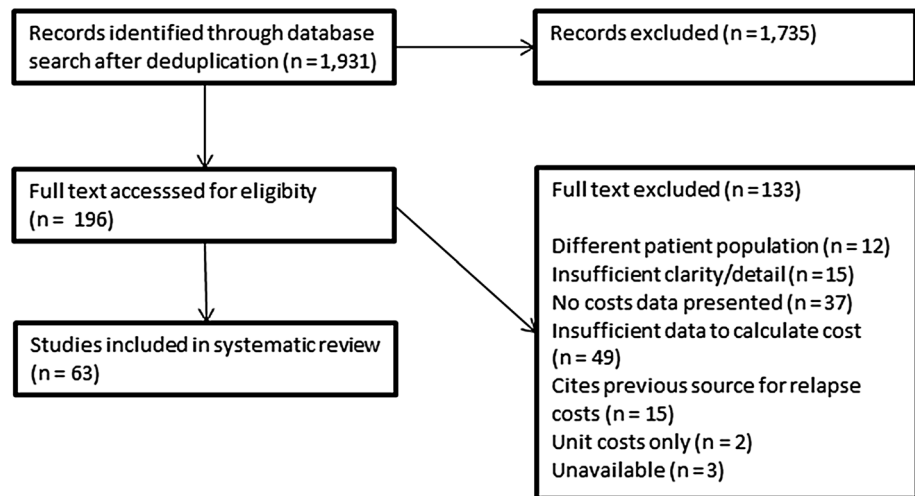 Records identified through database
search after deduplication (n = 1,931)
Records excluded (n = 1,735)
Full text accesssed for eligibity
(n = 196)
Full text excluded (n = 133)
Different patient population (n = 12)
Insufficient clarity/detail (n = 15)
No costs data presented (n = 37)
Insufficient data to calculate cost
(n = 49)
Cites previous source for relapse
costs (n = 15)
Unit costs only (n = 2)
Unavailable (n = 3)
Studies included in systematic review
(n = 63)